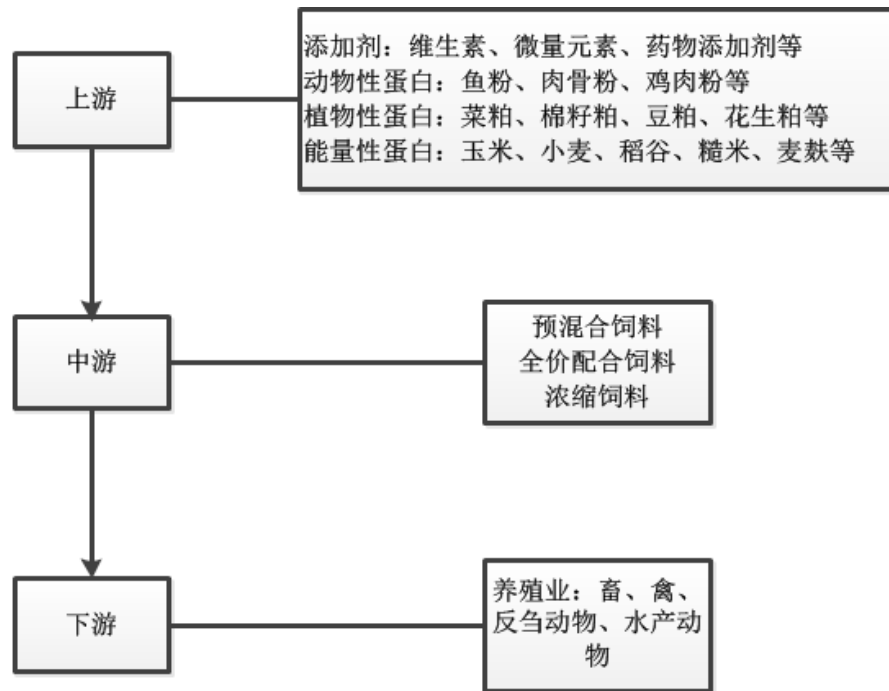 上游
添加剂：维生素、微量元素、药物添加剂等
动物性蛋白：鱼粉、肉骨粉、鸡肉粉等
植物性蛋白：菜粕、棉籽粕、豆粕、花生粕等
能量性蛋白：玉米、小麦、稻谷、糙米、麦麸等
中游
预混合饲料
全价配合饲料
浓缩饲料
下游
养殖业：畜、禽、
反刍动物、水产动
物